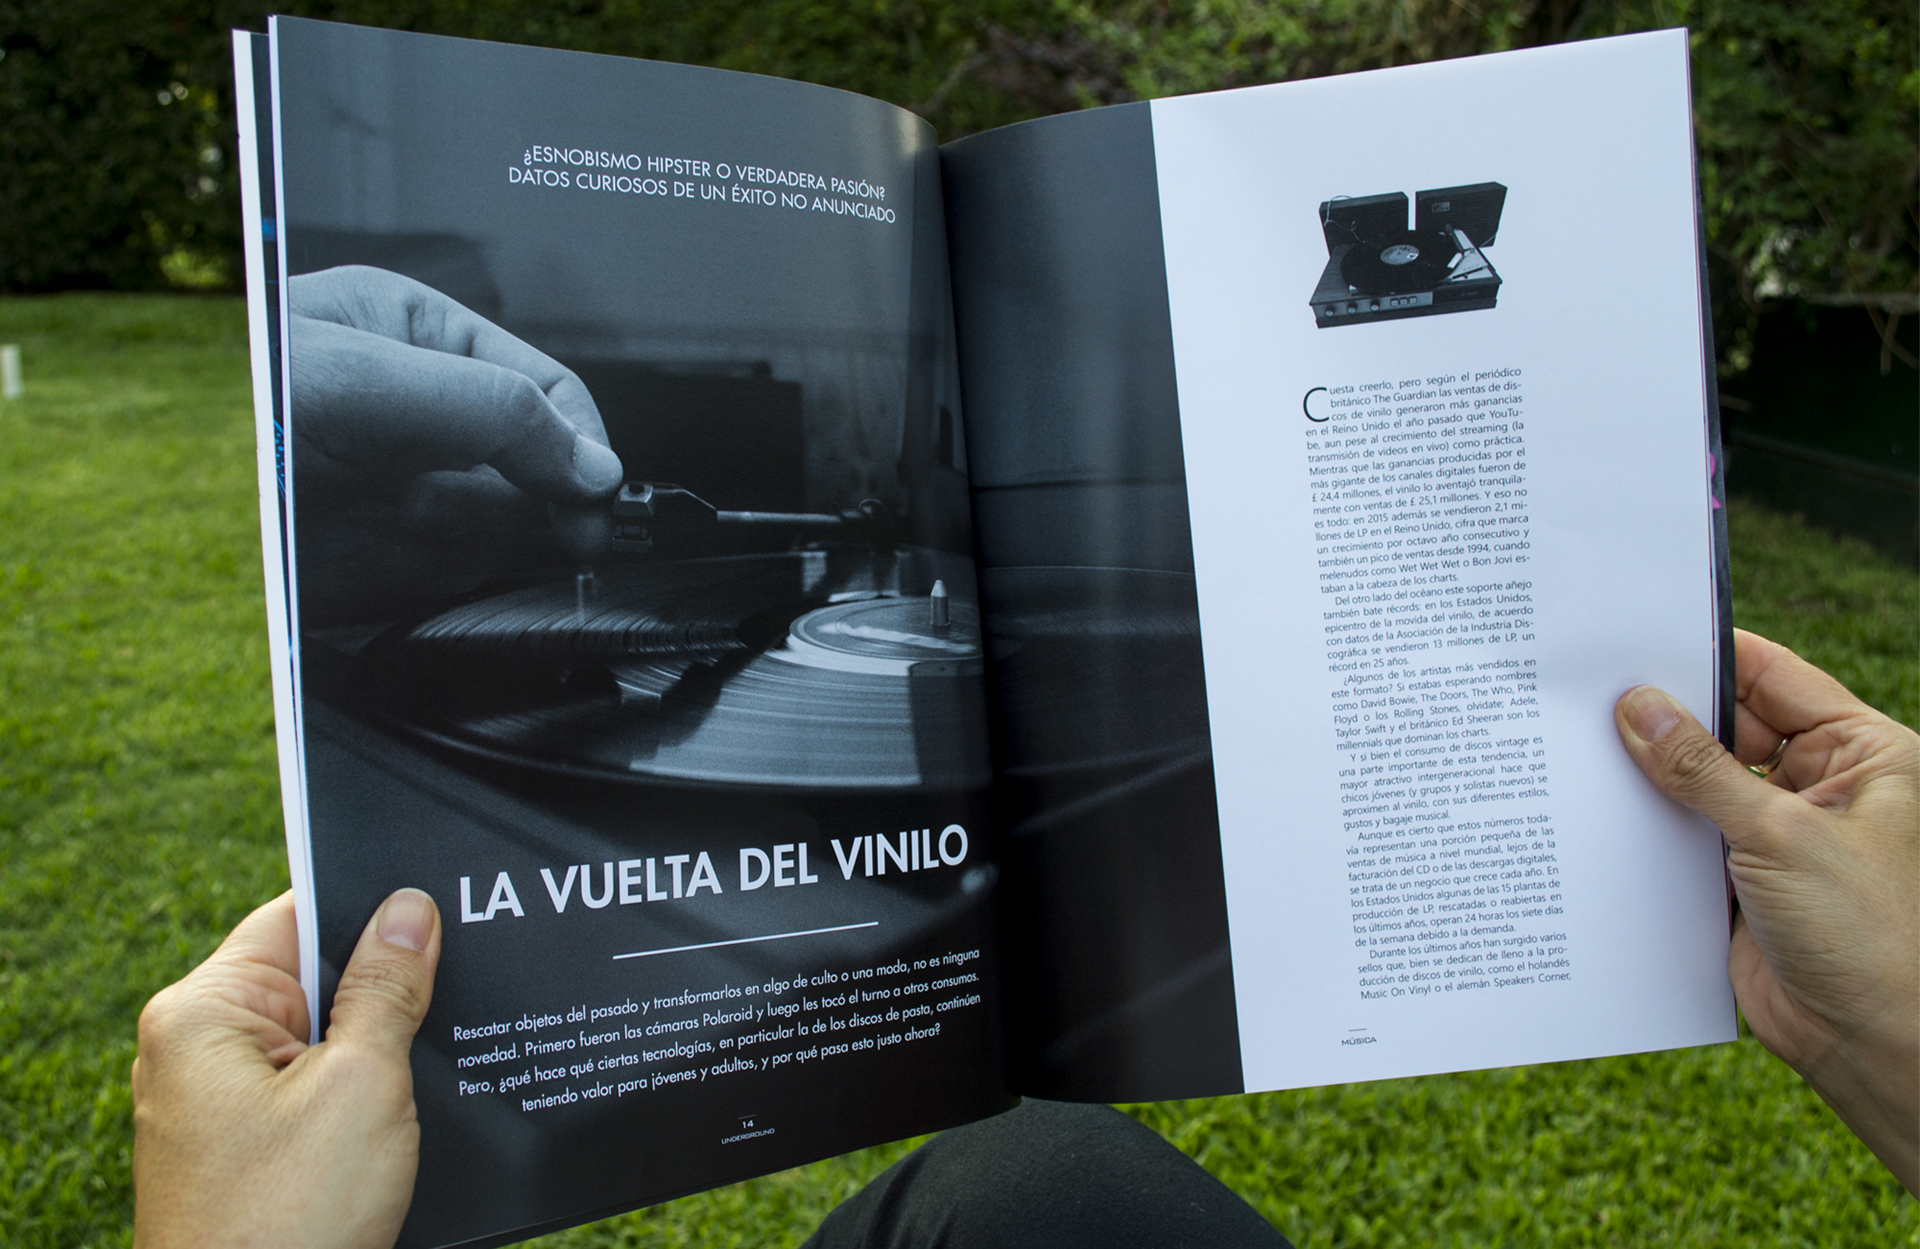 ¿ESNOBISMO HIPSTER O VERDADERA PASIÓN?
DATOS CURIOSOS DE UN ÉXITO NO ANUNCIADO
LA VUELTA DEL VINILO
Rescatar objetos del pasado y transformarlos en algo de culto o una moda, no es ninguna
novedad. Primero fueron las cámaras Polaroid y luego les tocó el turno a otros consumos.
Pero, ¿qué hace qué ciertas tecnologías, en particular la de los discos de pasta, continúen
teniendo valor para jóvenes y adultos, y por qué pasa esto justo ahora?
14
UNDERGROUND
Cuesta creerlo, pero según el periódico
británico The Guardian las ventas de dis-
cos de vinilo generaron más ganancias
en el Reino Unido el año pasado que YouTu-
be, aun pese al crecimiento del streaming (la
transmisión de videos en vivo) como práctica.
Mientras que las ganancias producidas por el
más gigante de los canales digitales fueron de
£ 24,4 millones, el vinilo lo aventajó tranquila-
mente con ventas de £ 25,1 millones. Y eso no
es todo: en 2015 además se vendieron 2,1 mi-
llones de LP en el Reino Unido, cifra que marca
un crecimiento por octavo año consecutivo y
también un pico de ventas desde 1994, cuando
melenudos como Wet Wet Wet o Bon Jovi es-
taban a la cabeza de los charts.
Del otro lado del océano este soporte añejo
también bate récords: en los Estados Unidos,
epicentro de la movida del vinilo, de acuerdo
con datos de la Asociación de la Industria Dis-
cográfica se vendieron 13 millones de LP, un
récord en 25 años.
¿Algunos de los artistas más vendidos en
este formato? Si estabas esperando nombres
como David Bowie, The Doors, The Who, Pink
Floyd o los Rolling Stones, olvidate; Adele,
Taylor Swift y el británico Ed Sheeran son los
millennials que dominan los charts.
Y si bien el consumo de discos vintage es
una parte importante de esta tendencia, un
mayor atractivo intergeneracional hace que
chicos jóvenes (y grupos y solistas nuevos) se
aproximen al vinilo, con sus diferentes estilos,
gustos y bagaje musical.
Aunque es cierto que estos números toda-
vía representan una porción pequeña de las
ventas de música a nivel mundial, lejos de la
facturación del CD o de las descargas digitales,
se trata de un negocio que crece cada año. En
los Estados Unidos algunas de las 15 plantas de
producción de LP, rescatadas o reabiertas en
los últimos años, operan 24 horas los siete días
de la semana debido a la demanda.
Durante los últimos años han surgido varios
sellos que, bien se dedican de lleno a la pro-
ducción de discos de vinilo, como el holandés
Music On Vinyl o el alemán Speakers Corner,
MÚSICA